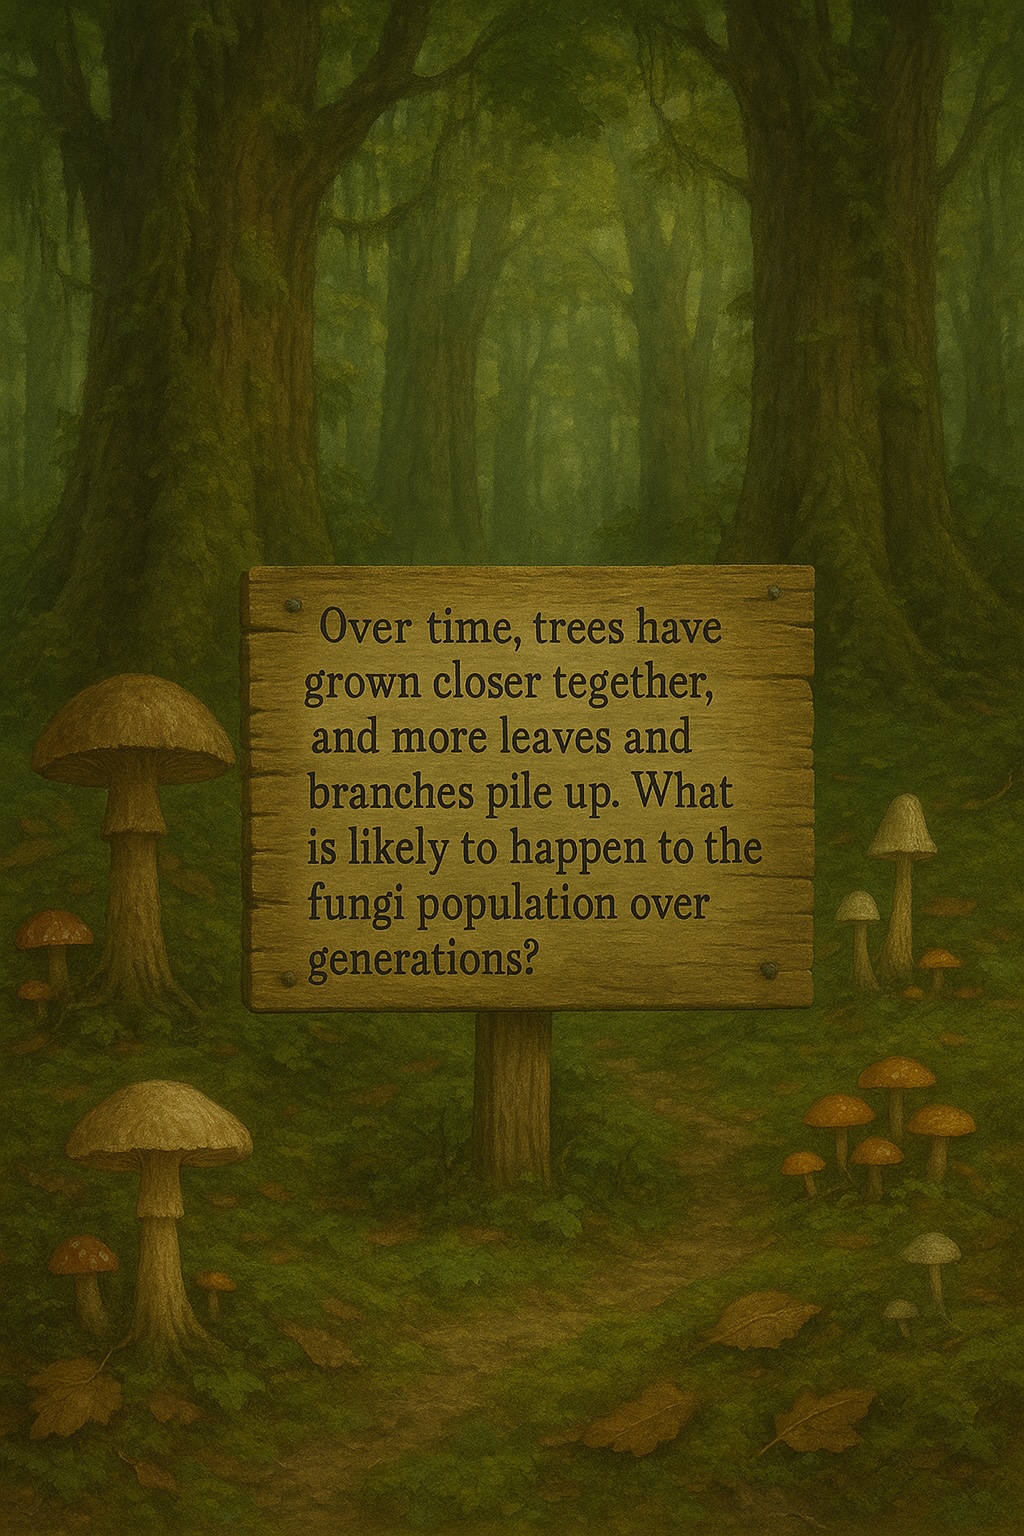 Over time, trees have
grown closer tegether,
and more leaves and
branches pile up. What
is likely to happen to the
fungi population over
generations?